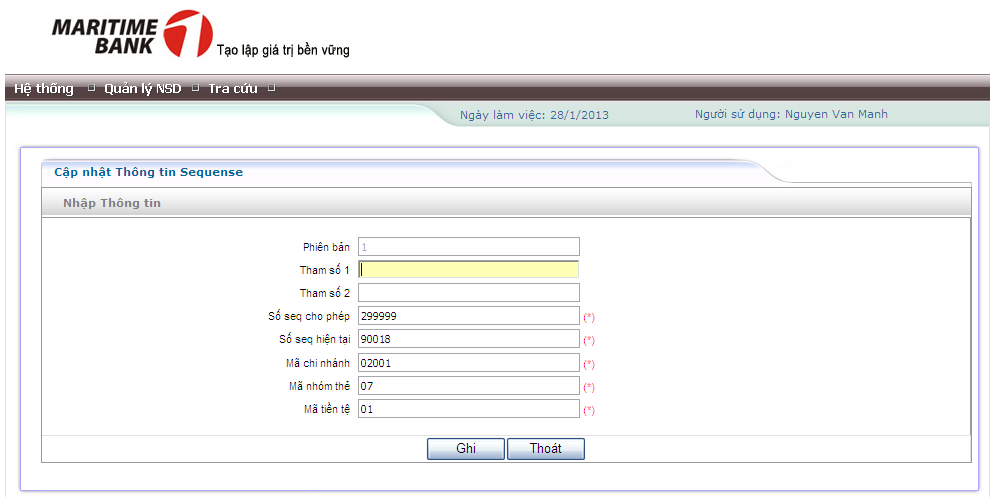 MARITIME
BANK
Tạo lập giá trị bền vững
Hệ thống Quản lý NSD Tra cứu
Ngày làm việc: 28/1/2013 Người sử dụng: Nguyen Van Manh
Cập nhật Thông tin Sequense
Nhập Thông tin
Phiên bản 1
Tham số 1
Tham số 2
Số seq cho phép 299999 (*)
Số seq hiện tại 90018 (*)
Mã chi nhánh 02001 (*)
Mã nhóm thẻ 07 (*)
Mã tiền tệ 01 (*)
Ghi Thoát